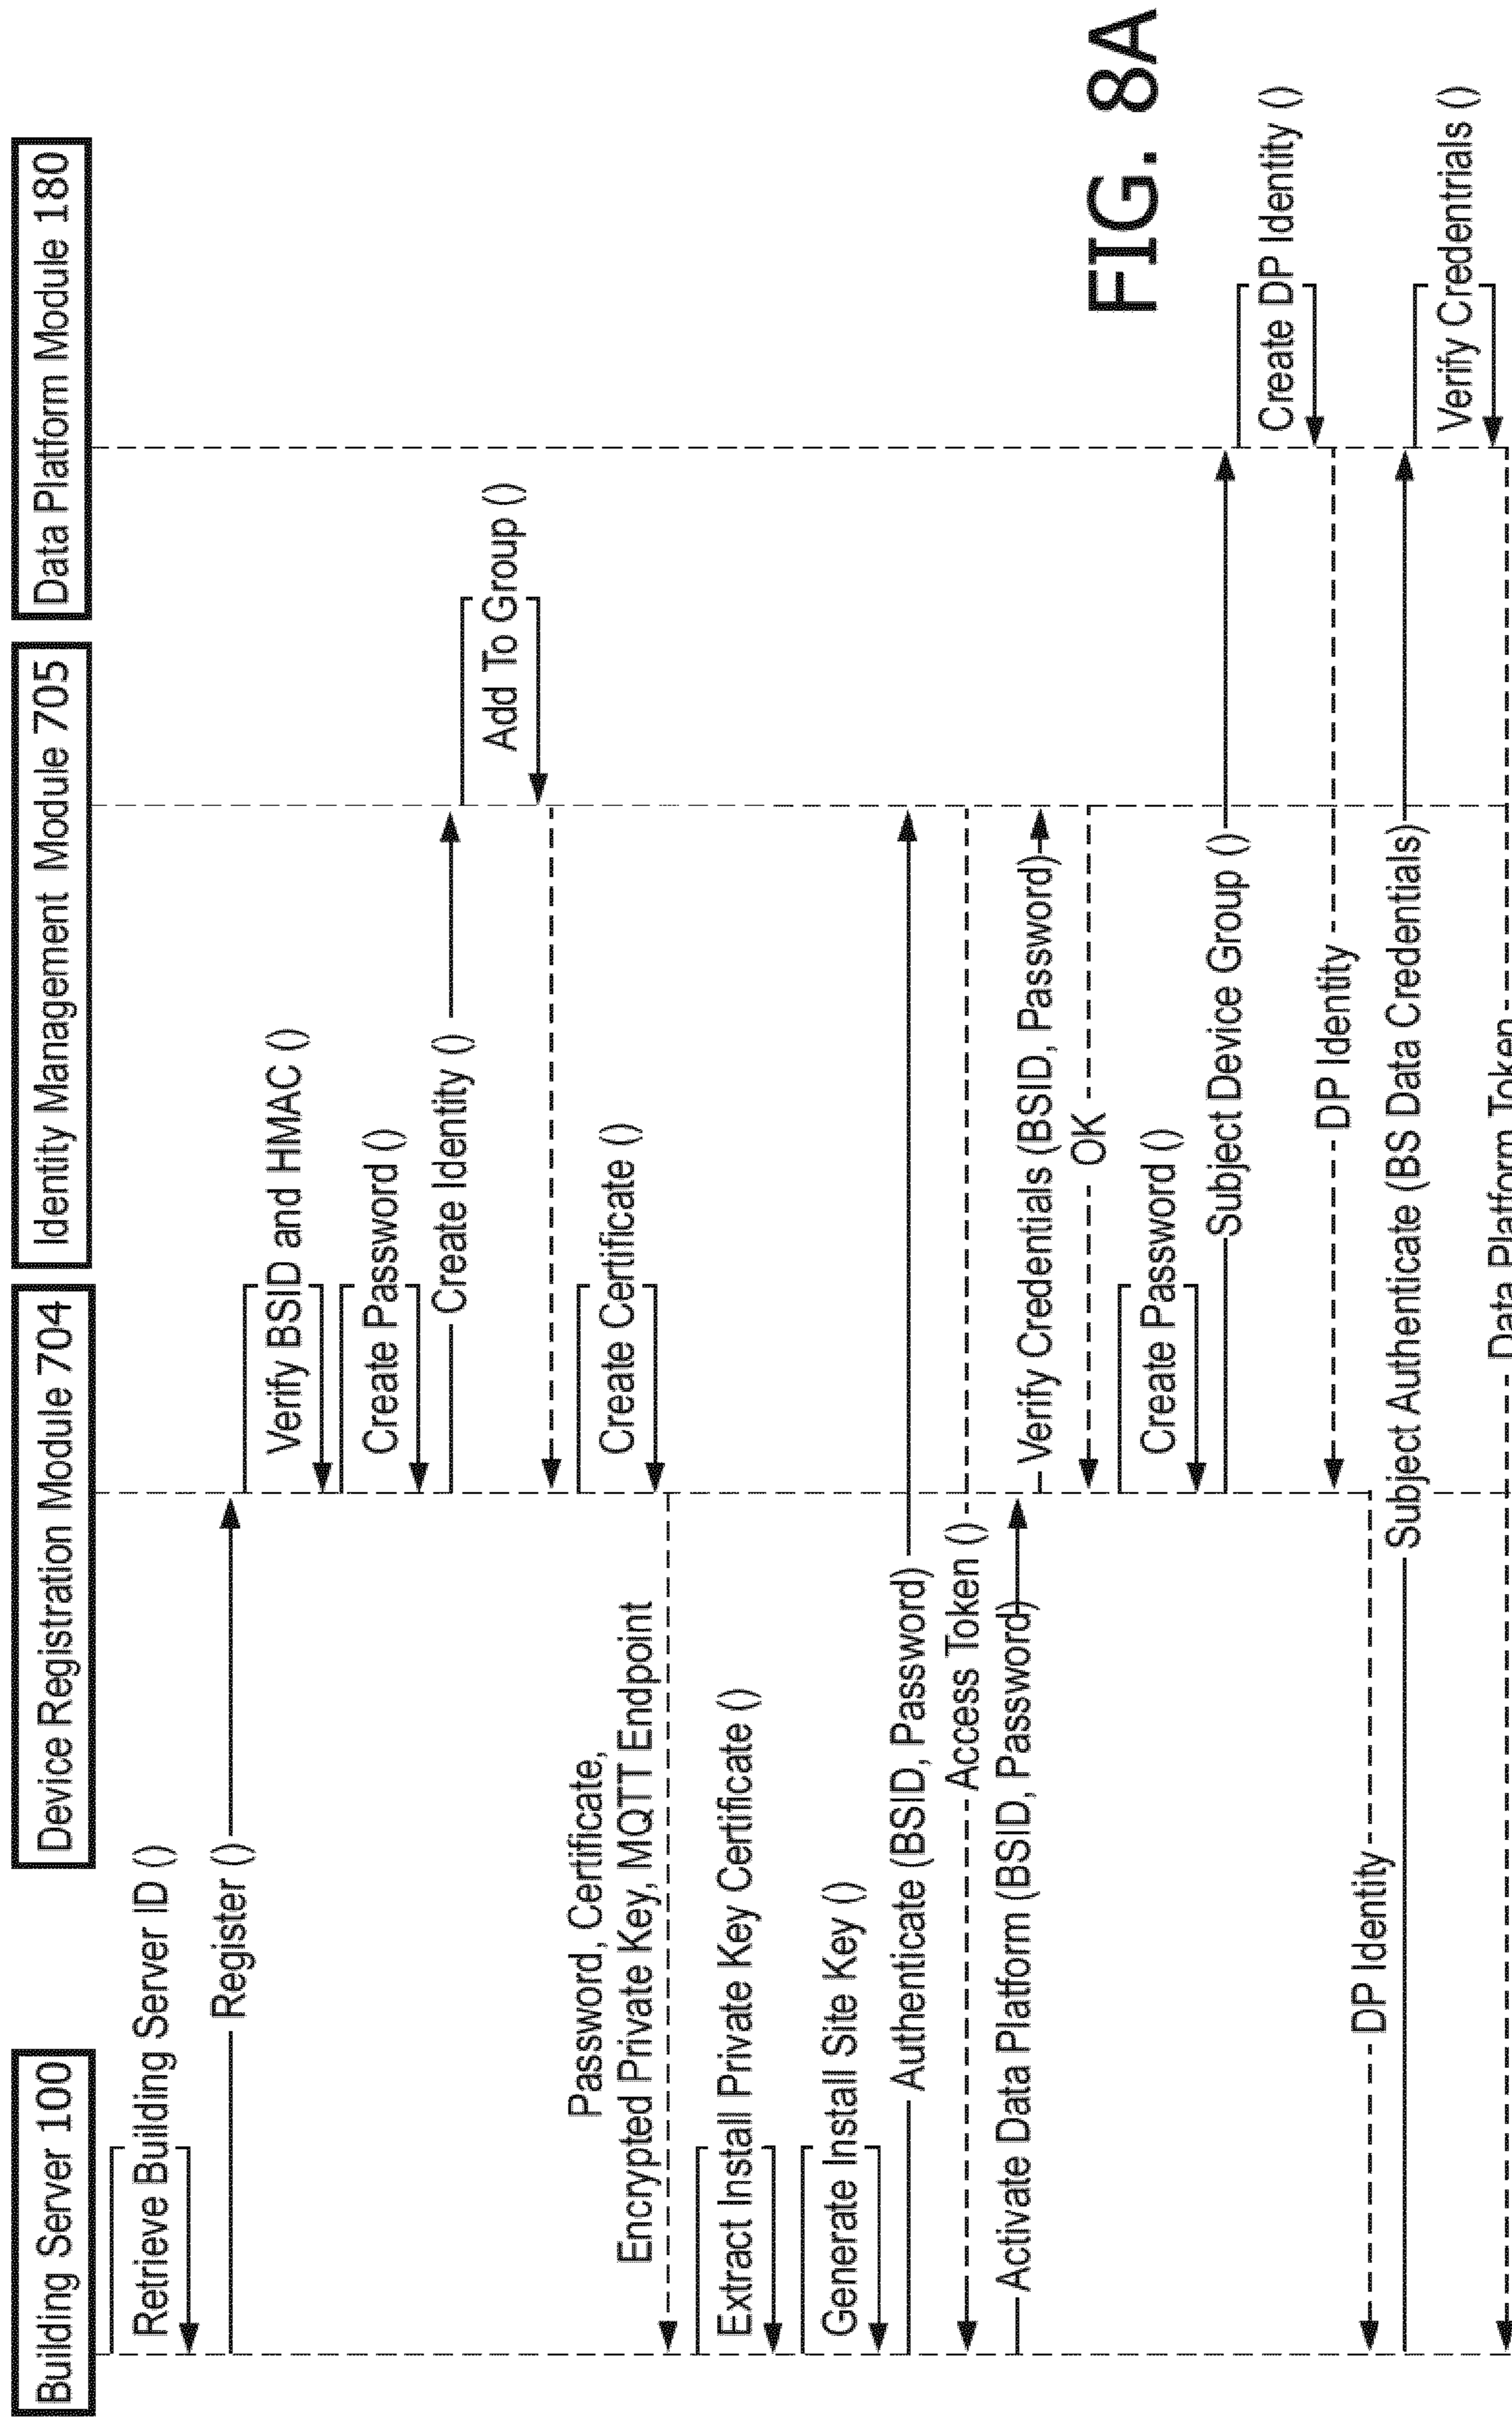 Building Server 100
Device Registration Module 704
Identity Management Module 705
Data Platform Module 180
Retrieve Building Server ID ()
Register ()
Verify BSID and HMAC ()
Create Password ()
Create Identity ()
Add To Group ()
Create Certificate ()
Password, Certificate,
Encrypted Private Key, MQTT Endpoint
Extract Install Private Key Certificate ()
Generate Install Site Key ()
Authenticate (BSID, Password)
Access Token ()
Activate Data Platform (BSID, Password)
Verify Credentials (BSID, Password)
OK
Create Password ()
Subject Device Group ()
Create DP Identity ()
DP Identity
DP Identity
Subject Authenticate (BS Data Credentials)
Verify Credentrials ()
Data Platform Token
FIG. 8A